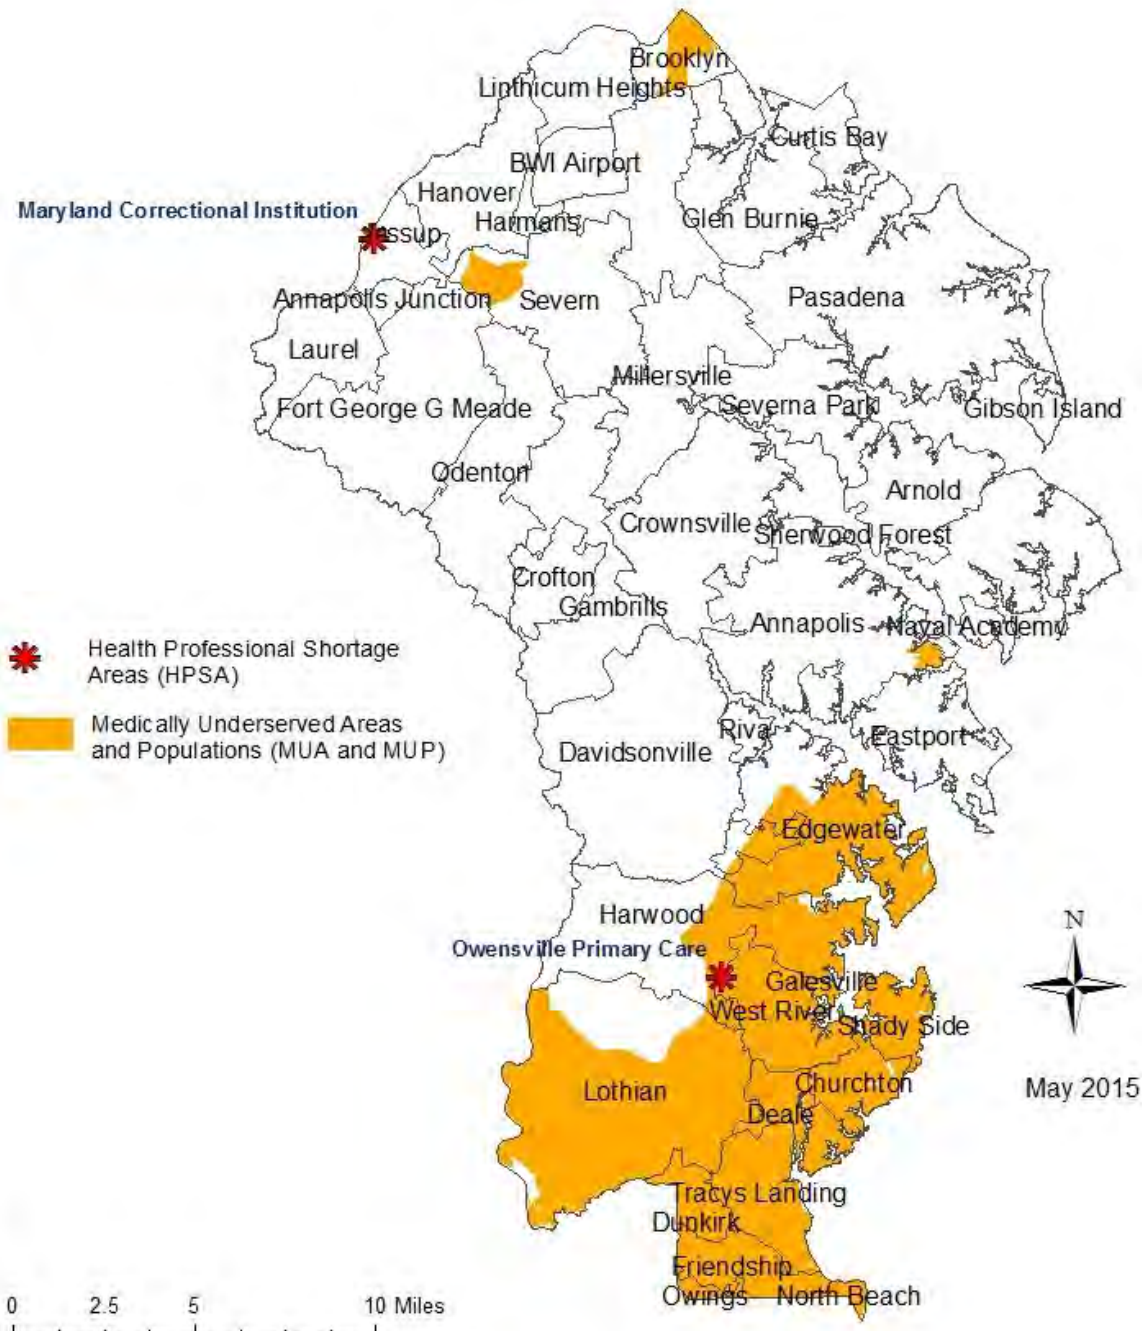 Brooklyn
Linthicum Heights
Curtis Bay
BWI Airport
Hanover
Maryland Correctional Institution
Harmans
Glen Burnie
Jessup
Annapolis Junction
Severn
Pasadena
Laurel
Millersville
Fort George G Meade
Severna Park
Gibson Island
Odenton
Arnold
Crownsville
Sherwood Forest
Crofton
Gambrills
Annapolis
Naval Academy
Health Professional Shortage
Areas (HPSA)
Medically Underserved Areas
and Populations (MUA and MUP)
Riva
Eastport
Davidsonville
Edgewater
Harwood
N
Owensville Primary Care
Galesville
West River
Shady Side
Churchton
May 2015
Lothian
Deale
Tracys Landing
Dunkirk
Friendship
Owings
North Beach
0 2.5 5 10 Miles